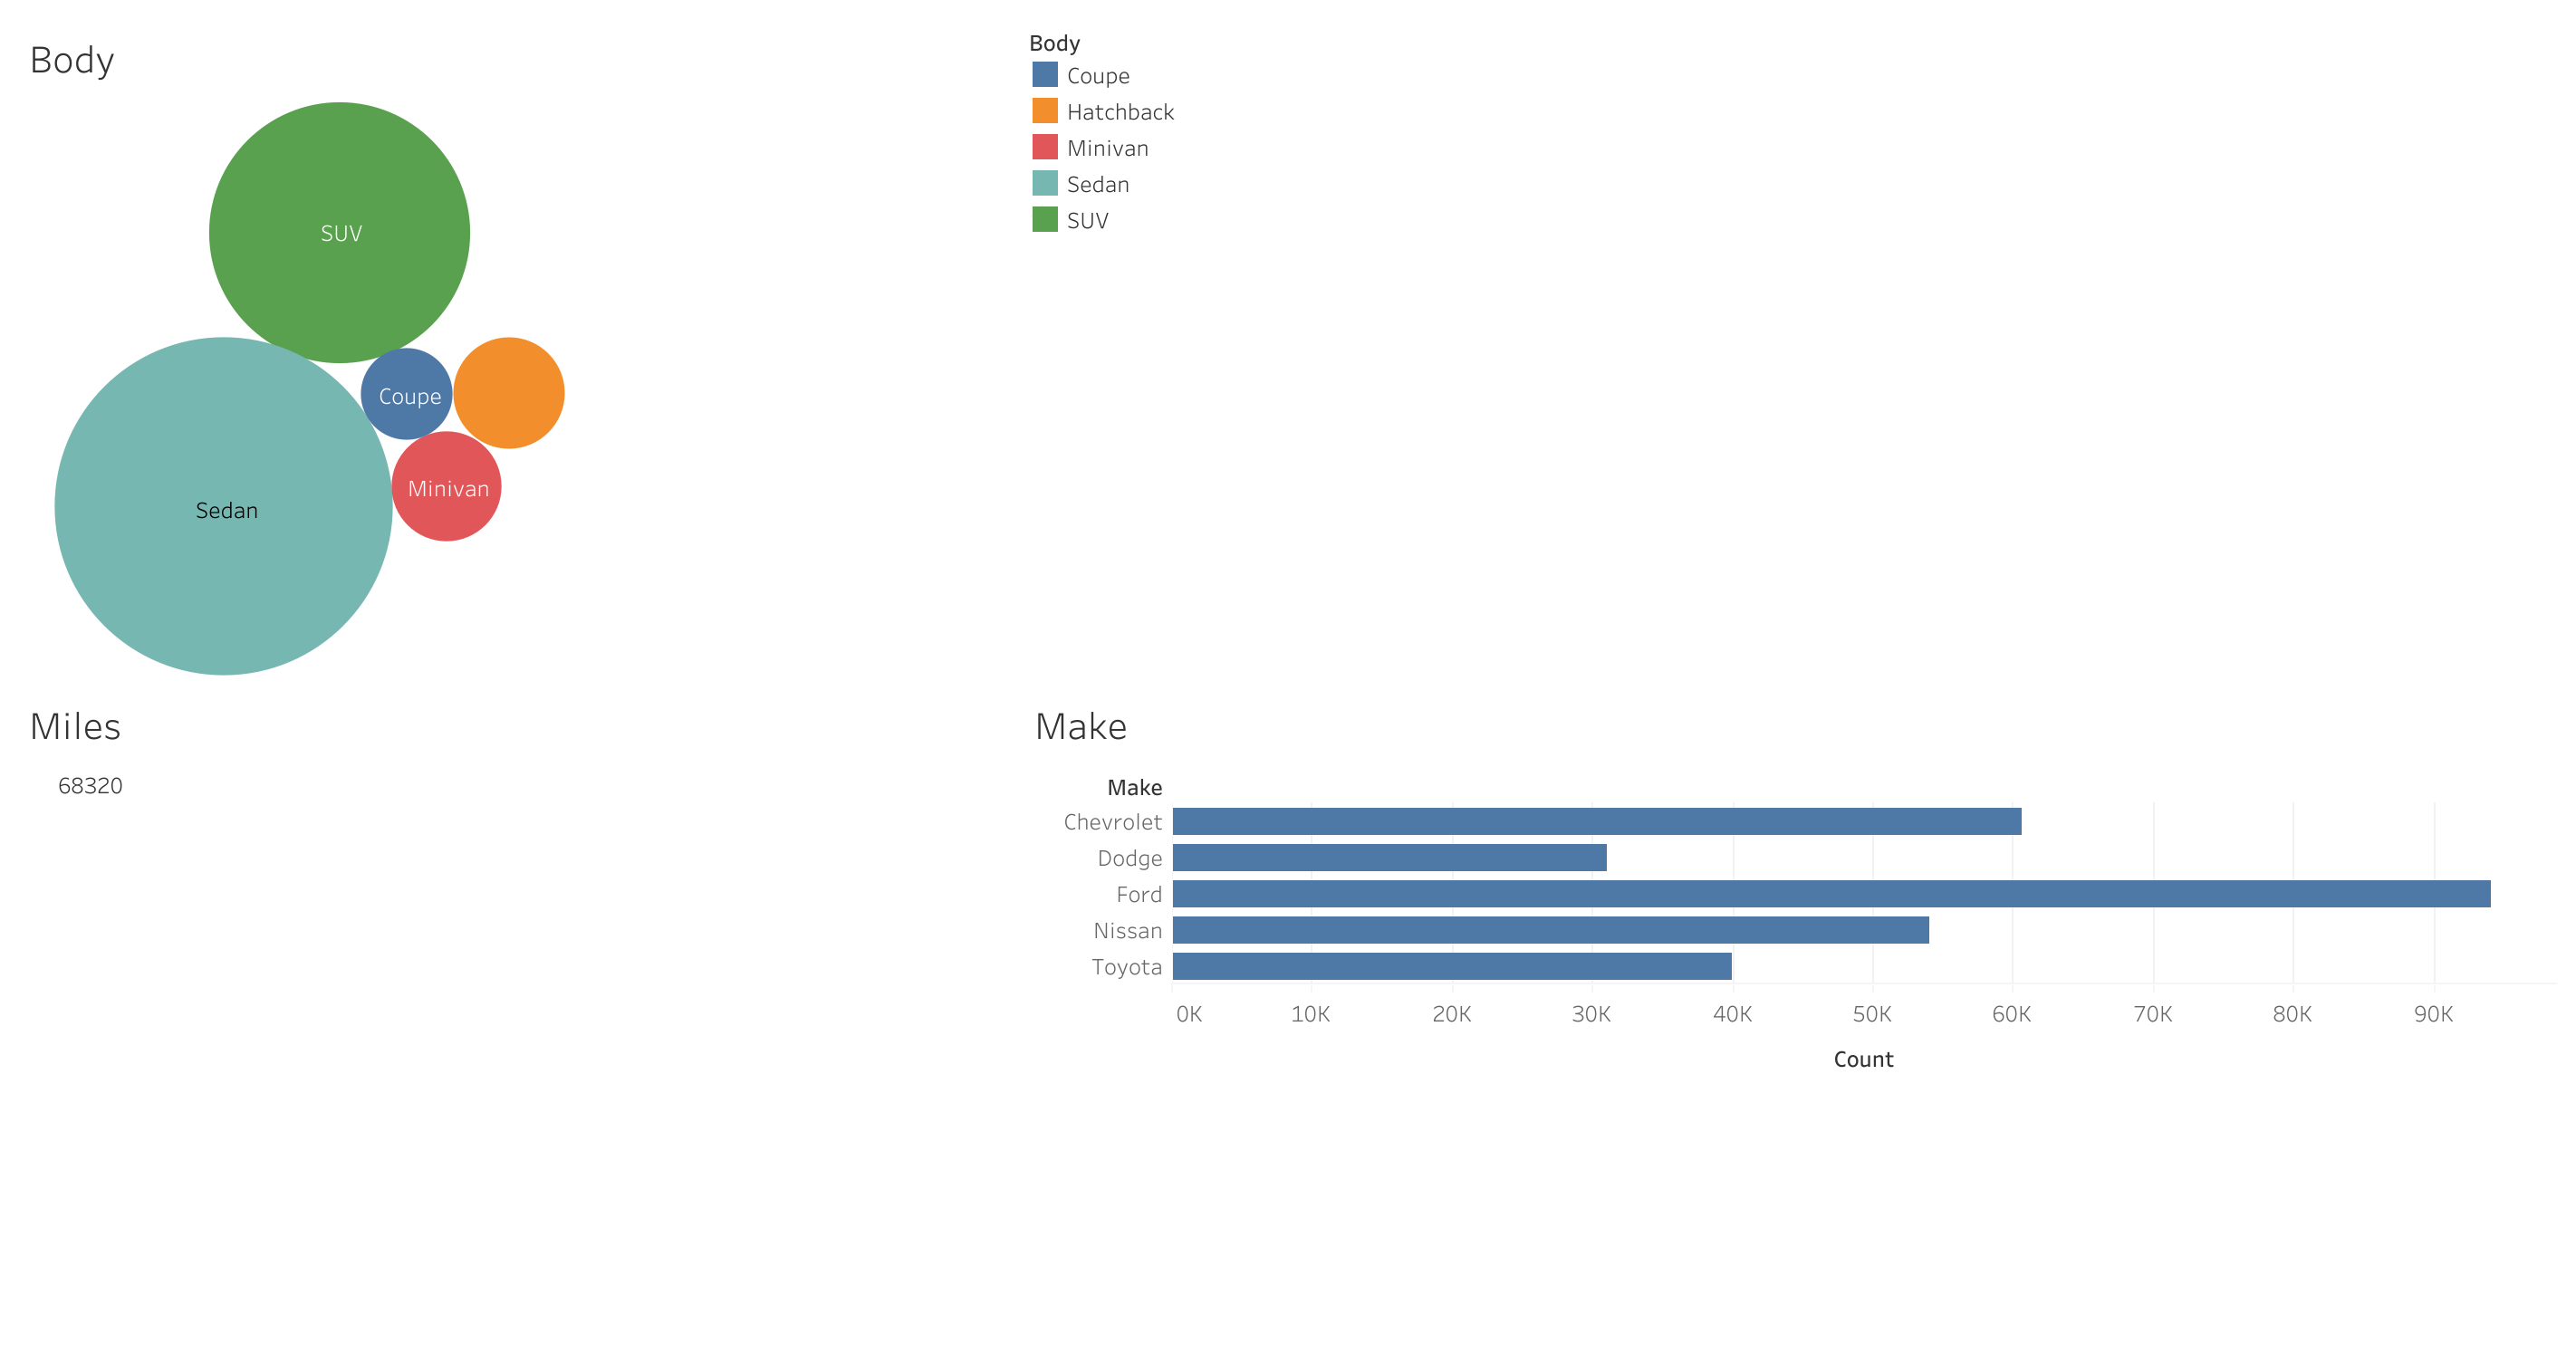 Body
SUV
Coupe
Minivan
Sedan
Body
Coupe
Hatchback
Minivan
Sedan
SUV
Miles
68320
Make
Make
Chevrolet
Dodge
Ford
Nissan
Toyota
0K 10K 20K 30K 40K 50K 60K 70K 80K 90K
Count